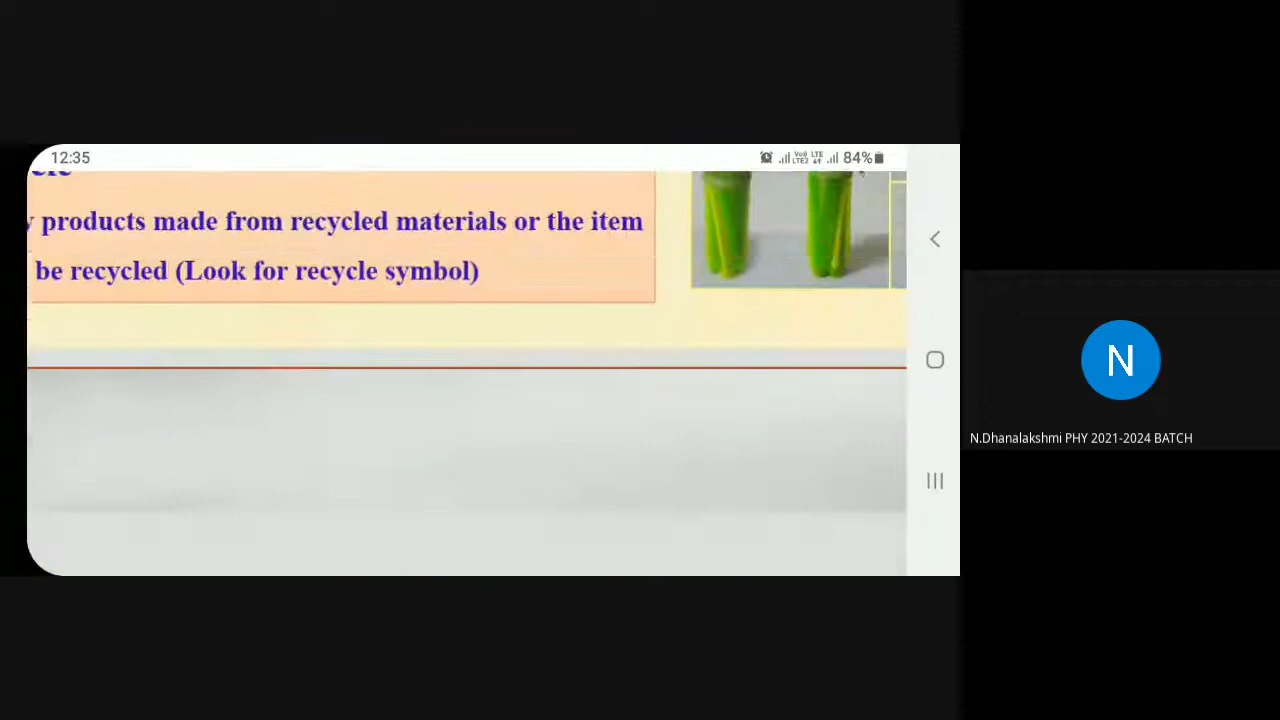 12:35
84%
products made from recycled materials or the item
be recycled (Look for recycle symbol)
N
N.Dhanalakshmi PHY 2021-2024 BATCH